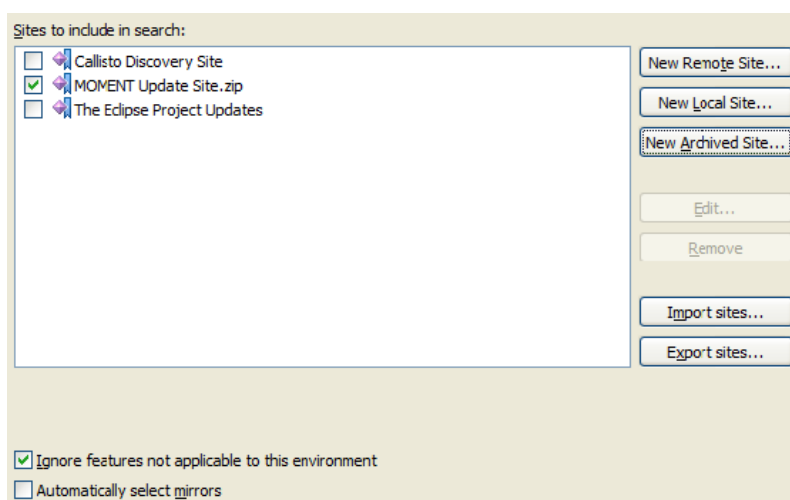 Sites to include in search:
Callisto Discovery Site
MOMENT Update Site.zip
The Eclipse Project Updates
New Remote Site...
New Local Site...
New Archived Site...
Edit...
Remove
Import sites...
Export sites...
Ignore features not applicable to this environment
Automatically select mirrors